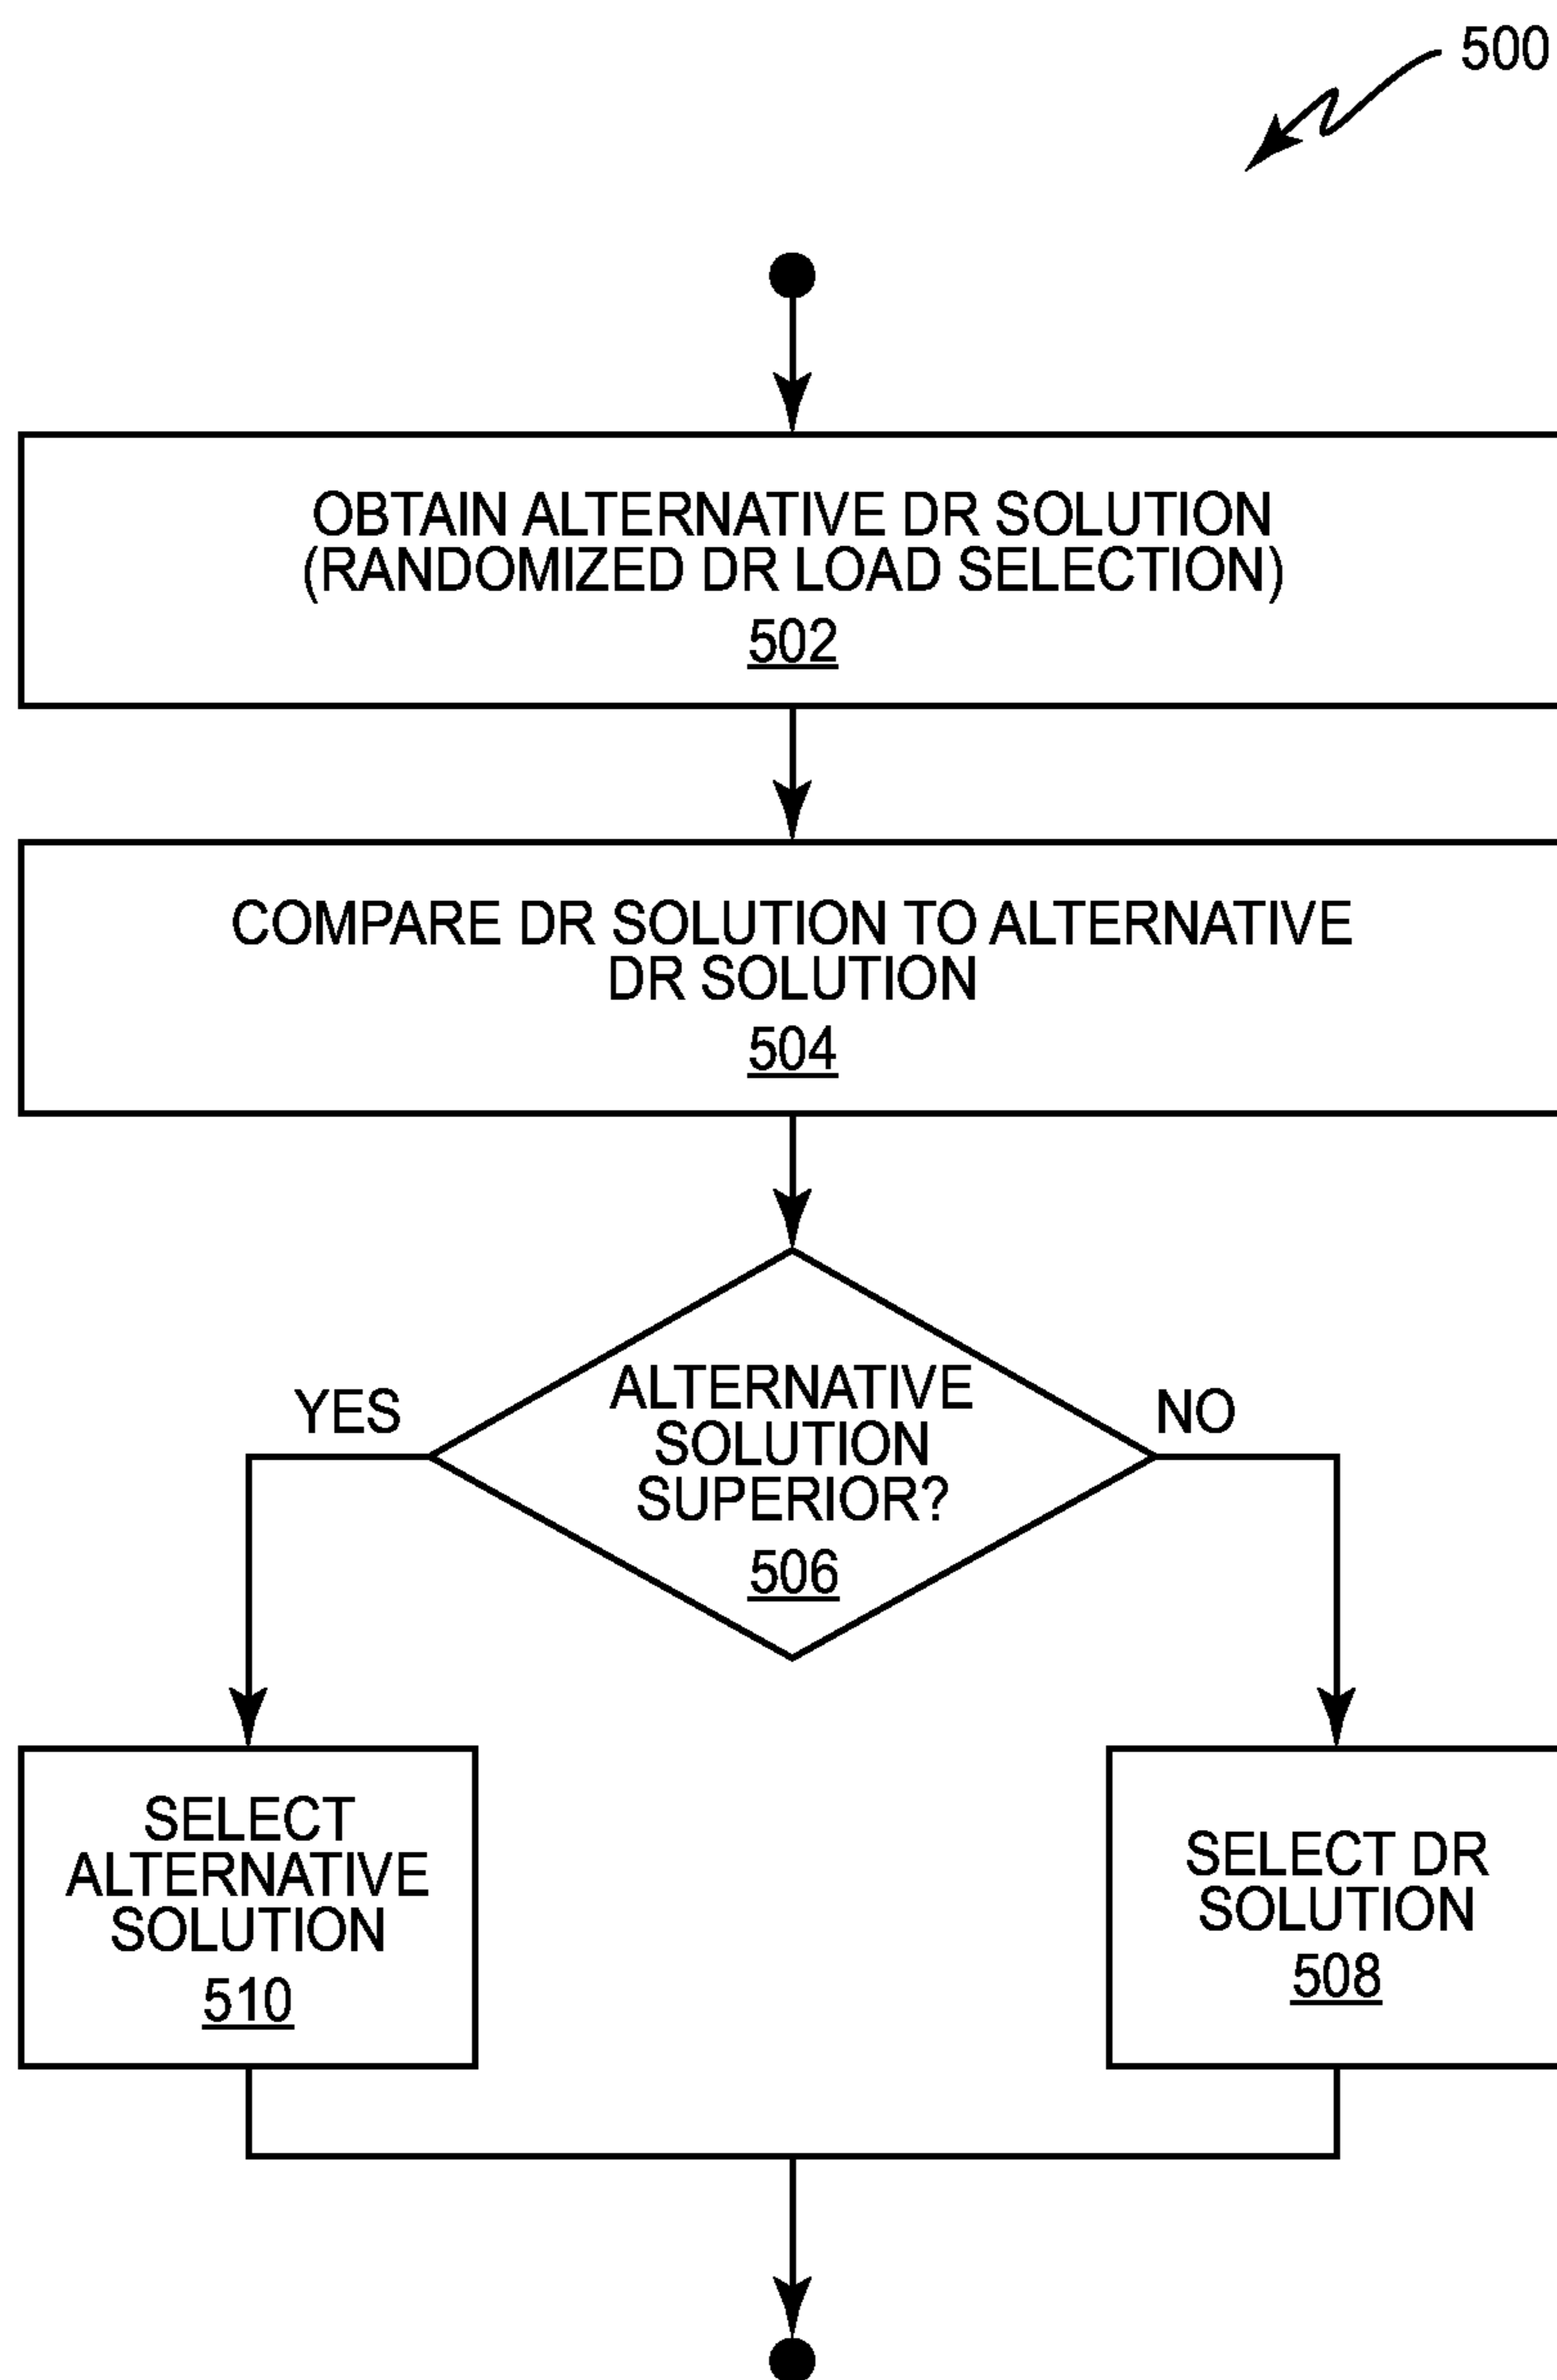 500
OBTAIN ALTERNATIVE DR SOLUTION
(RANDOMIZED DR LOAD SELECTION)
502
COMPARE DR SOLUTION TO ALTERNATIVE
DR SOLUTION
504
ALTERNATIVE
SOLUTION
SUPERIOR?
506
YES
NO
SELECT
ALTERNATIVE
SOLUTION
510
SELECT DR
SOLUTION
508